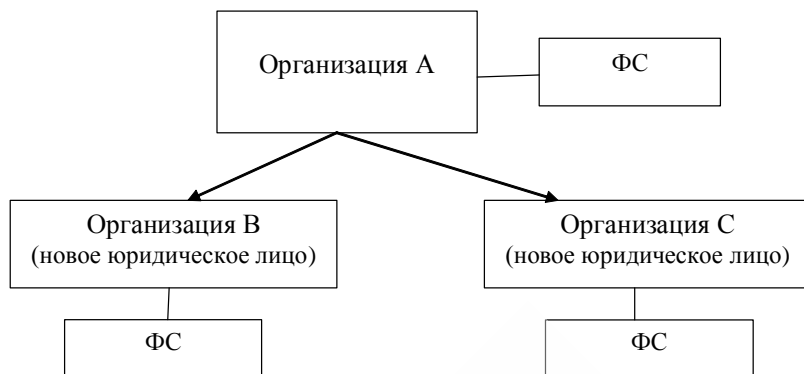 Организация А
ФС
Организация В
(новое юридическое лицо)
Организация С
(новое юридическое лицо)
ФС
ФС